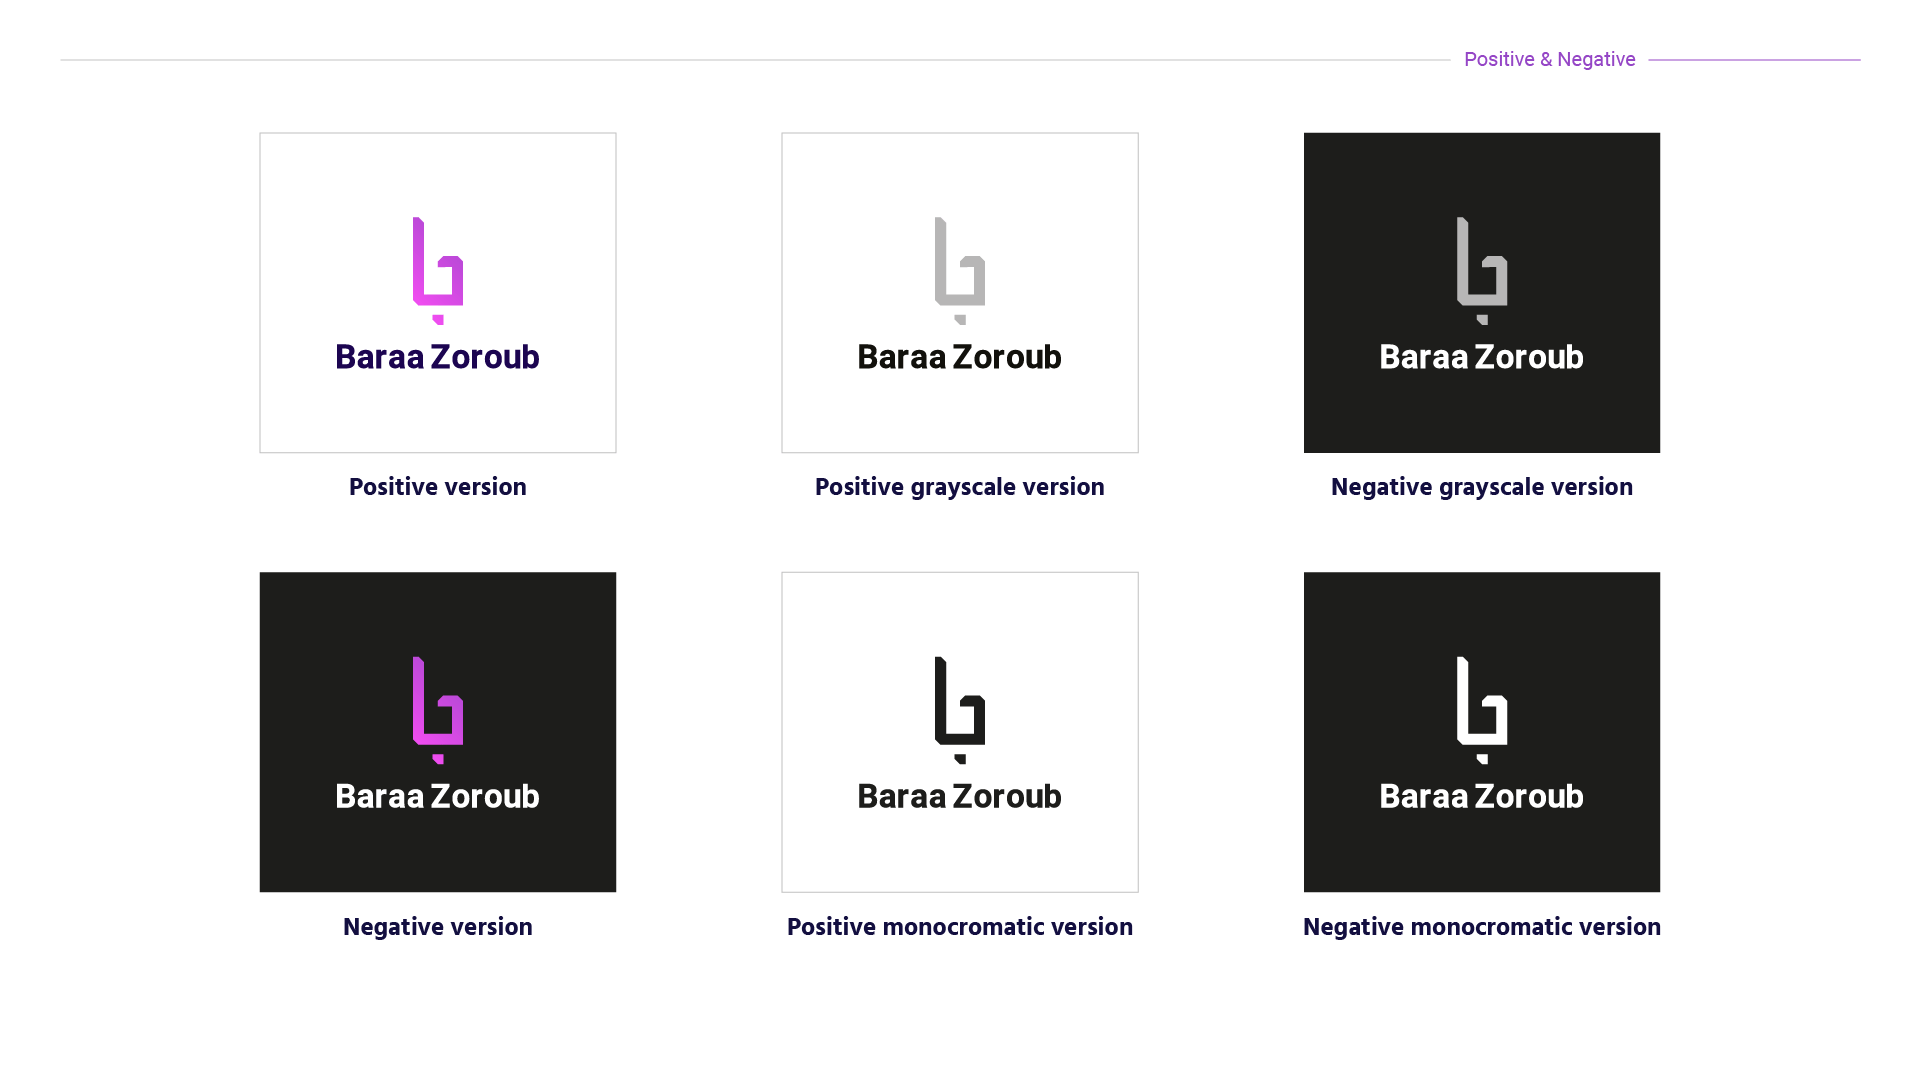 Positive & Negative
Baraa Zoroub
Baraa Zoroub
Baraa Zoroub
Positive version
Positive grayscale version
Negative grayscale version
Baraa Zoroub
Baraa Zoroub
Baraa Zoroub
Negative version
Positive monocromatic version
Negative monocromatic version